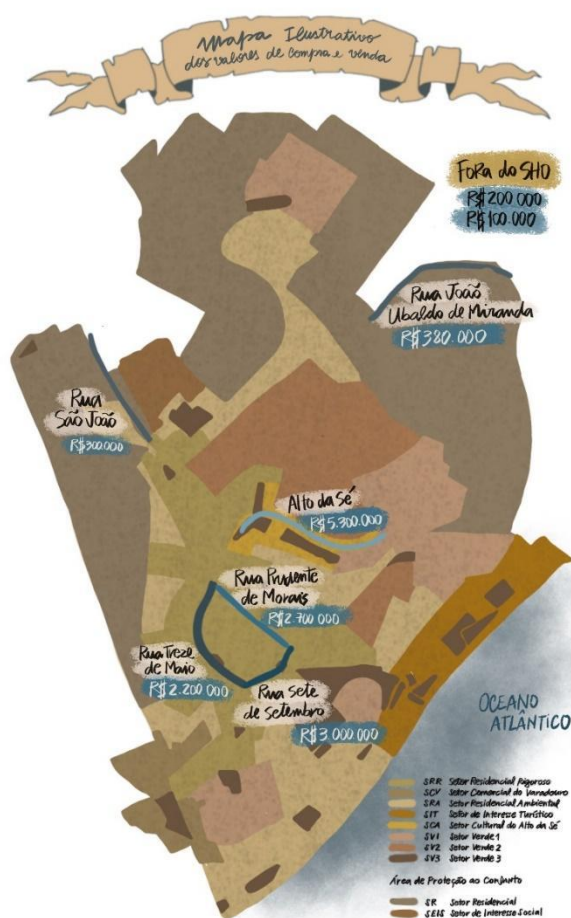 Mapa Ilustrativo
dos valores de compra e venda
FORA do SHO
R$200.000
R$100.000
Rua João
Ubaldo de Miranda
R$380.000
Rua
São João
R$300.000
Alto da Sé
R$5.300.000
Rua Prudente
de Morais
R$2.700.000
Rua Treze
de Maio
R$2.200.000
Rua Sete
de Setembro
R$3.000.000
OCEANO
ATLÂNTICO
SRR Setor Residencial Rigoroso
SCV Setor Comercial do Varadouro
SRA Setor Residencial Ambiental
SIT Setor de Interesse Turístico
SCA Setor Cultural do Alto da Sé
SV1 Setor Verde 1
SV2 Setor Verde 2
SV3 Setor Verde 3
Área de Proteção ao Conjunto
SR Setor Residencial
SEIS Setor de Interesse Social